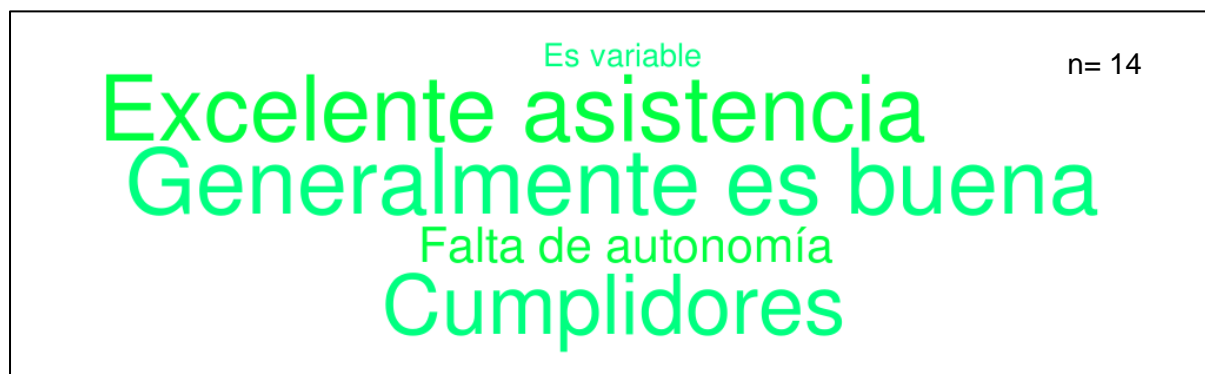 Es variable
n= 14
Excelente asistencia
Generalmente es buena
Falta de autonomía
Cumplidores